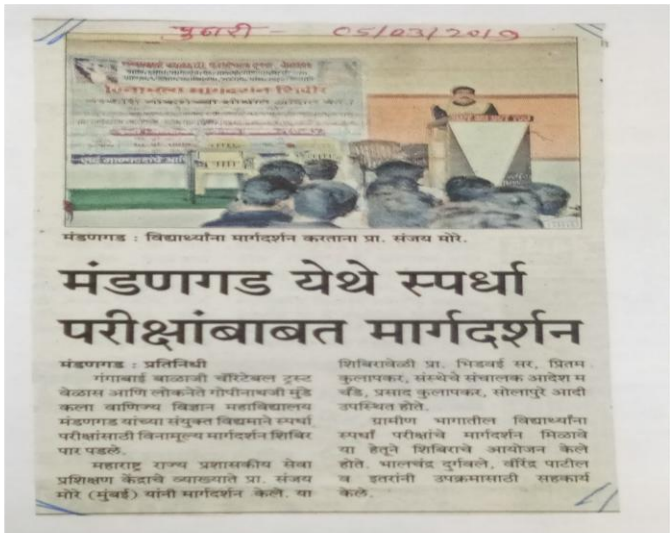 पुढारी - 05/03/2019
मार्गदर्शन शिबीर
मंडणगड : विद्यार्थ्यांना मार्गदर्शन करताना प्रा. संजय मोरे.
मंडणगड येथे स्पर्धा
परीक्षांबाबत मार्गदर्शन
मंडणगड : प्रतिनिधी
गंगाबाई बाळाजी चॅरिटेबल ट्रस्ट
वेळास आणि लोकनेते गोपीनाथजी मुंडे
कला वाणिज्य विज्ञान महाविद्यालय
मंडणगड यांच्या संयुक्त विद्यमाने स्पर्धा
परीक्षांसाठी विनामूल्य मार्गदर्शन शिबिर
पार पडले.
महाराष्ट्र राज्य प्रशासकीय सेवा
प्रशिक्षण केंद्राचे व्याख्याते प्रा. संजय
मोरे (मुंबई) यांनी मार्गदर्शन केले. या
शिबिरावेळी प्रा. भिडवई सर, प्रितम
कुलापकर, संस्थेचे संचालक आदेश म
चाँडे, प्रसाद कुलापकर, सोलापुरे आदी
उपस्थित होते.
ग्रामीण भागातील विद्यार्थ्यांना
स्पर्धा परीक्षांचे मार्गदर्शन मिळावे
या हेतूने शिबिराचे आयोजन केले
होते. भालचंद्र दुर्गवले, वीरेंद्र पाटील
व इतरांनी उपक्रमासाठी सहकार्य
केले.